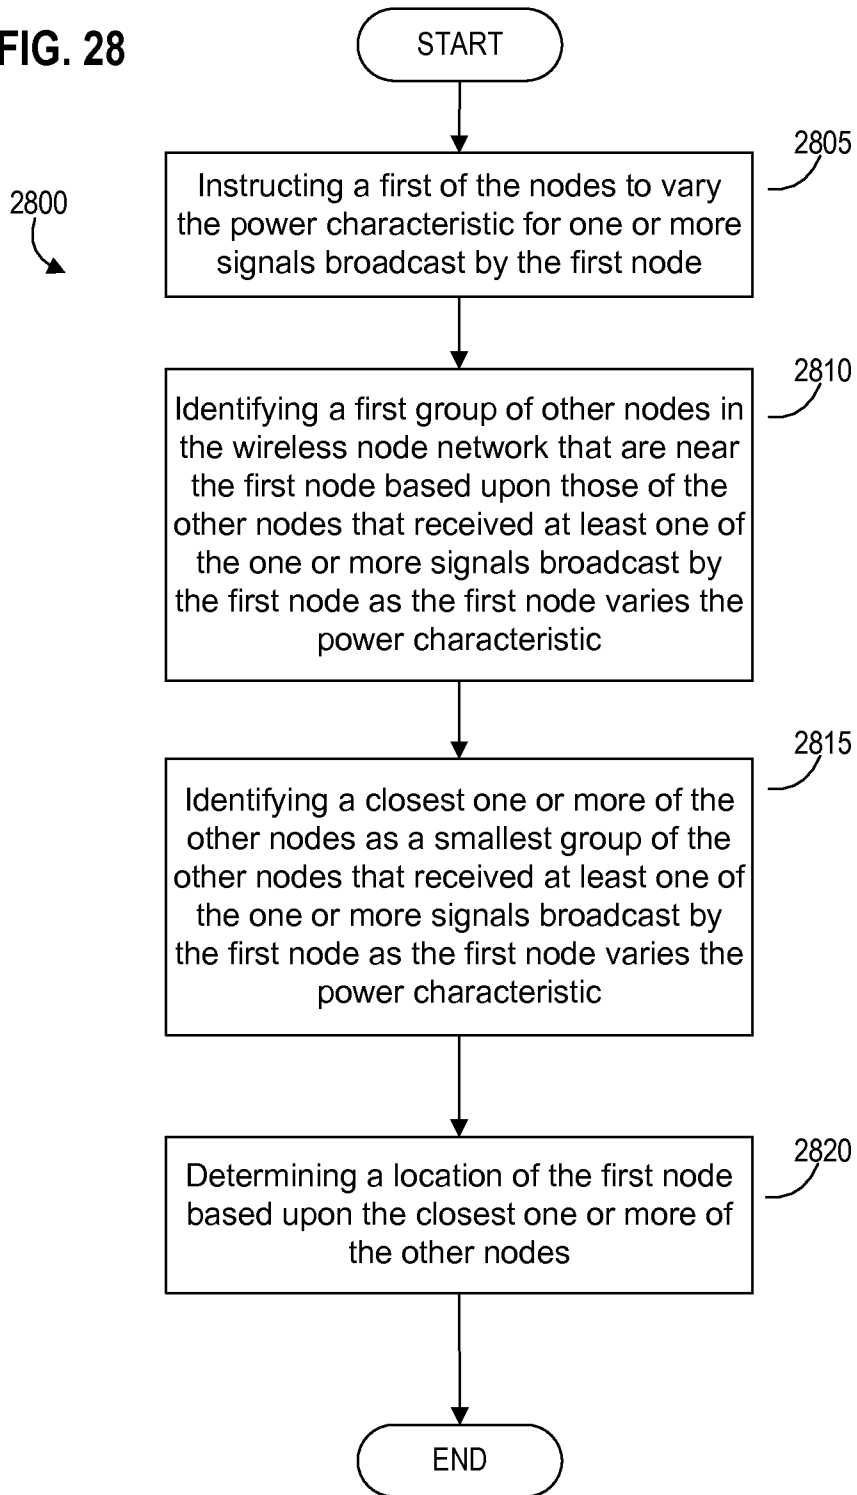 FIG. 28
START
2800
2805
Instructing a first of the nodes to vary
the power characteristic for one or more
signals broadcast by the first node
2810
Identifying a first group of other nodes in
the wireless node network that are near
the first node based upon those of the
other nodes that received at least one of
the one or more signals broadcast by
the first node as the first node varies the
power characteristic
2815
Identifying a closest one or more of the
other nodes as a smallest group of the
other nodes that received at least one of
the one or more signals broadcast by
the first node as the first node varies the
power characteristic
2820
Determining a location of the first node
based upon the closest one or more of
the other nodes
END